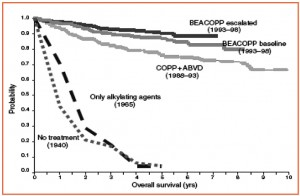 1.0
0.9
0.8
0.7
0.6
0.5
0.4
0.3
0.2
0.1
0.0
Probability
BEACOPP escalated
(1993–98)
BEACOPP baseline
(1993–98)
COPP+ABVD
(1988–93)
Only alkylating agents
(1965)
No treatment
(1940)
0 1 2 3 4 5 6 7 8 9 10
Overall survival (yrs)